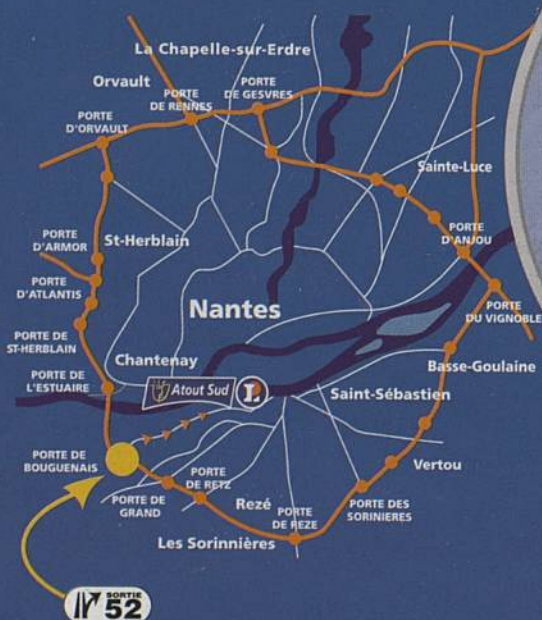 La Chapelle-sur-Erdre
Orvault
PORTE
DE RENNES
PORTE
DE GESVRES
PORTE
D'ORVAULT
Sainte-Luce
PORTE
D'ARMOR
St-Herblain
PORTE
D'ANJOU
PORTE
D'ATLANTIS
Nantes
PORTE
DU VIGNOBLE
PORTE DE
ST-HERBLAIN
Chantenay
Basse-Goulaine
PORTE DE
L'ESTUAIRE
Atout Sud
L
Saint-Sébastien
PORTE DE
BOUGUENAIS
PORTE
DE RETZ
Vertou
PORTE DE
GRAND
Rezé
PORTE
DE REZE
PORTE DES
SORINIERES
Les Sorinnières
SORTIE
52